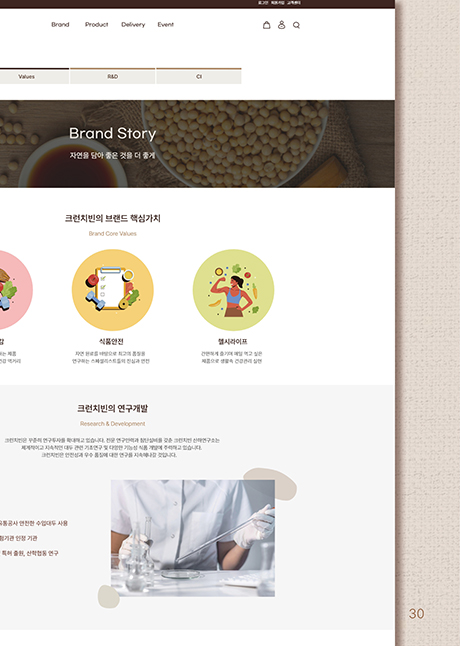 로그인 회원가입 고객센터
Brand Product Delivery Event
Values R&D CI
Brand Story
자연을 담아 좋은 것을 더 좋게
크런치빈의 브랜드 핵심가치
Brand Core Values
강 식품안전 헬시라이프
하는 제품 자연 원료를 바탕으로 최고의 품질을 간편하게 즐기며 매일 먹고 싶은
건강 먹거리 연구하는 스페셜리스트들의 진심과 전한 제품으로 생활속 건강관리 실현
크런치빈의 연구개발
Research & Development
크런치빈은 꾸준히 연구투자를 확대하고 있습니다. 전문 연구인력과 첨단설비를 갖춘 크런치빈 산하연구소는
체계적이고 지속적인 대두 관련 기초연구 및 다양한 기능성 식품 개발에 주력하고 있습니다.
크런치빈은 안전성과 우수 품질에 대한 연구를 지속해나갈 것입니다.
유통공사 안전한 수입대두 사용
험기관 인정 기관
특허 출원, 산학협동 연구
30